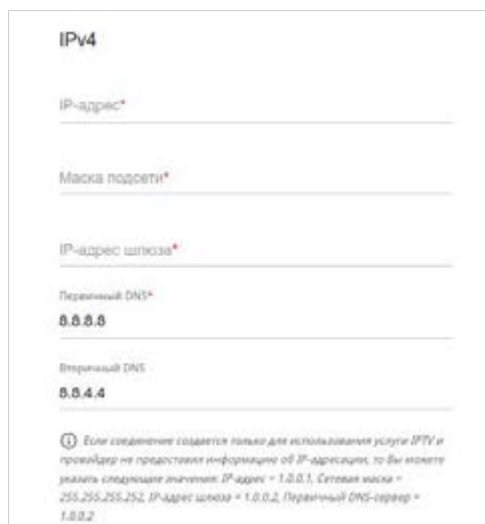 IPv4
IP-адрес*
Маска подсети*
IP-адрес шлюза*
Первичный DNS*
8.8.8.8
Вторичный DNS
8.8.4.4
Если соединение создается только для использования услуги IPTV и
провайдер не предоставил информацию об IP-адресации, то Вы можете
указать следующие значения: IP-адрес = 1.0.0.1, Сетевая маска =
255.255.255.252, IP-адрес шлюза = 1.0.0.2, Первичный DNS-сервер =
1.0.0.2